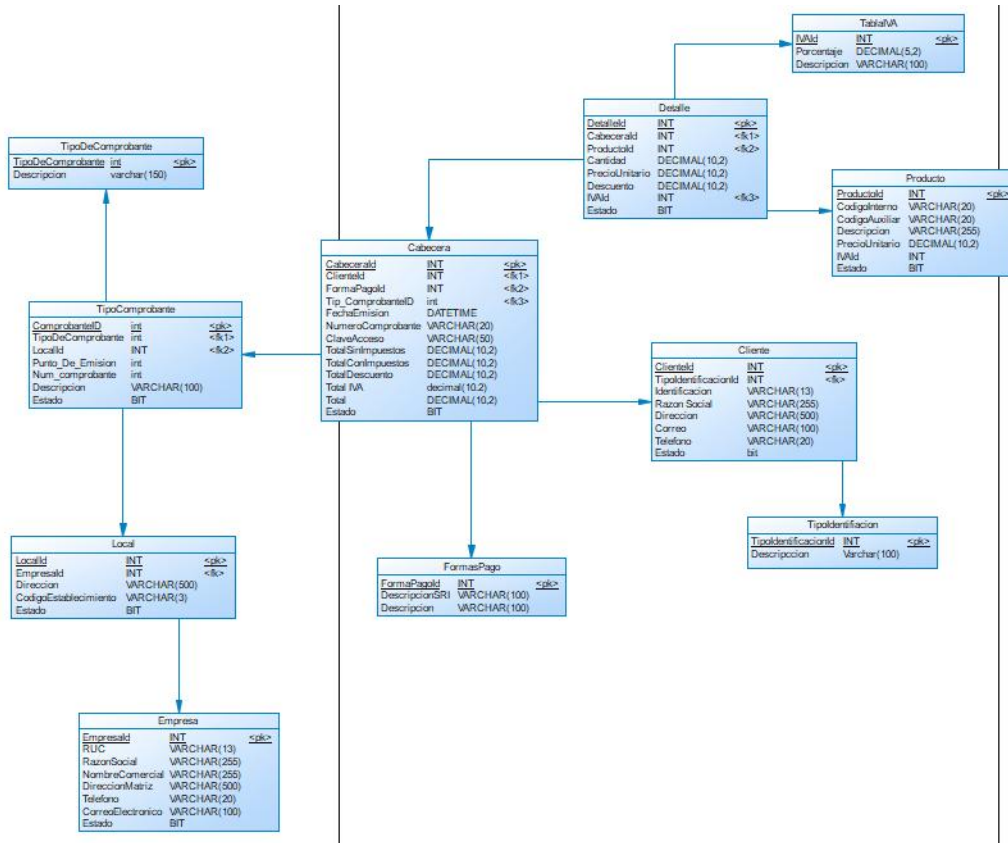 TablaIVA
IVAId INT <pk>
Porcentaje DECIMAL(5,2)
Descripcion VARCHAR(100)
Detalle
DetalleId INT <pk>
CabeceraId INT <fk1>
ProductoId INT <fk2>
Cantidad DECIMAL(10,2)
PrecioUnitario DECIMAL(10,2)
Descuento DECIMAL(10,2)
IVAId INT <fk3>
Estado BIT
TipoDeComprobante
TipoDeComprobante int <pk>
Descripcion varchar(150)
Producto
ProductoId INT <pk>
CodigoInterno VARCHAR(20)
CodigoAuxiliar VARCHAR(20)
Descripcion VARCHAR(255)
PrecioUnitario DECIMAL(10,2)
IVAId INT
Estado BIT
Cabecera
CabeceraId INT <pk>
ClienteId INT <fk1>
FormaPagoId INT <fk2>
Tip_ComprobanteID int <fk3>
FechaEmision DATETIME
NumeroComprobante VARCHAR(20)
ClaveAcceso VARCHAR(50)
TotalSinImpuestos DECIMAL(10,2)
TotalConImpuestos DECIMAL(10,2)
TotalDescuento DECIMAL(10,2)
Total IVA decimal(10,2)
Total DECIMAL(10,2)
Estado BIT
TipoComprobante
ComprobanteID int <pk>
TipoDeComprobante int <fk1>
LocalId INT <fk2>
Punto_De_Emision int
Num_comprobante int
Descripcion VARCHAR(100)
Estado BIT
Cliente
ClienteId INT <pk>
TipoIdentificacionId INT <fk>
Identificacion VARCHAR(13)
Razon Social VARCHAR(255)
Direccion VARCHAR(500)
Correo VARCHAR(100)
Telefono VARCHAR(20)
Estado bit
TipoIdentifiacion
TipoIdentificacionId INT <pk>
Descripccion Varchar(100)
Local
LocalId INT <pk>
EmpresaId INT <fk>
Direccion VARCHAR(500)
CodigoEstablecimiento VARCHAR(3)
Estado BIT
FormasPago
FormaPagoId INT <pk>
DescripcionSRI VARCHAR(100)
Descripcion VARCHAR(100)
Empresa
EmpresaId INT <pk>
RUC VARCHAR(13)
RazonSocial VARCHAR(255)
NombreComercial VARCHAR(255)
DireccionMatriz VARCHAR(500)
Telefono VARCHAR(20)
CorreoElectronico VARCHAR(100)
Estado BIT